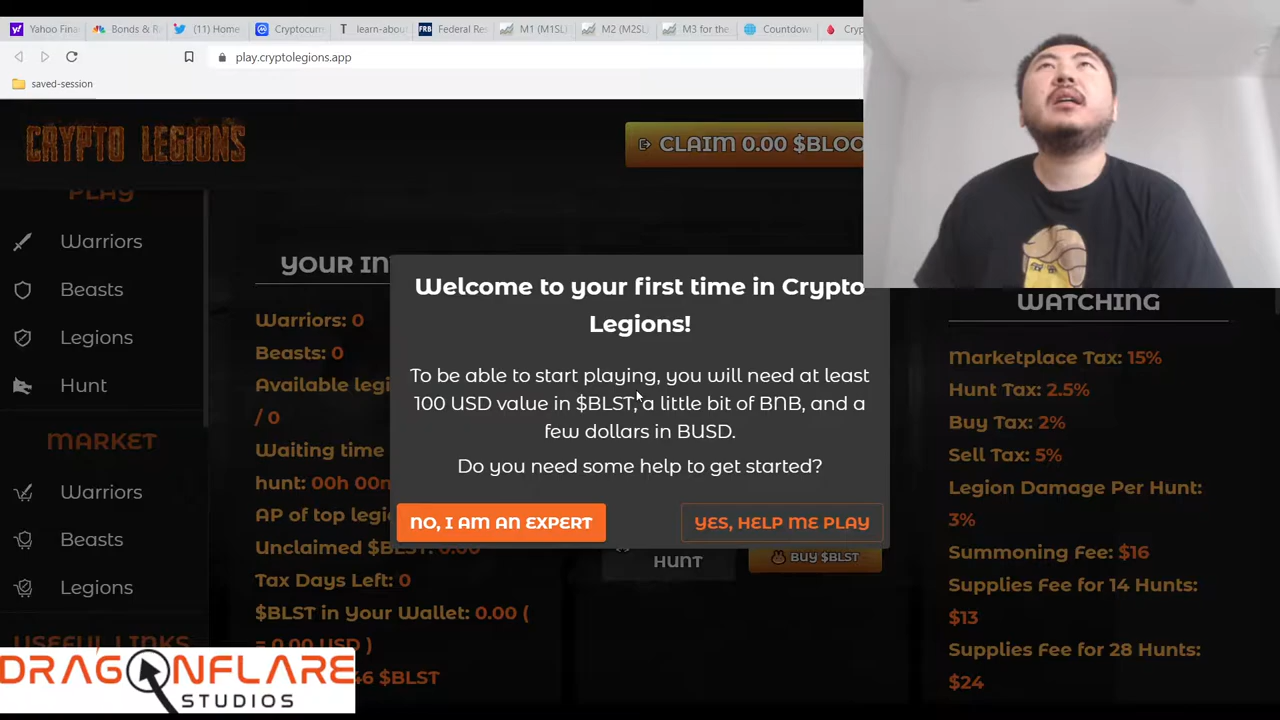 Yahoo Fina
Bonds & R
(11) Home
Cryptocurr
learn-about
Federal Res
M1 (M1SL)
M2 (M2SL)
M3 for the
Countdow
Cryp
play.cryptolegions.app
saved-session
CRYPTO LEGIONS
CLAIM 0.00 $BLOO
PLAY
Warriors
Beasts
Legions
Hunt
MARKET
Warriors
Beasts
Legions
USEFUL LINKS
YOUR IN
Warriors: 0
Beasts: 0
Available legi
/ 0
Waiting time
hunt: 00h 00m
AP of top legi
Unclaimed $BLST: 0.00
Tax Days Left: 0
$BLST in Your Wallet: 0.00 (
= 0.00 USD )
46 $BLST
Welcome to your first time in Crypto
Legions!
To be able to start playing, you will need at least
100 USD value in $BLST, a little bit of BNB, and a
few dollars in BUSD.
Do you need some help to get started?
NO, I AM AN EXPERT
YES, HELP ME PLAY
HUNT
BUY $BLST
WATCHING
Marketplace Tax: 15%
Hunt Tax: 2.5%
Buy Tax: 2%
Sell Tax: 5%
Legion Damage Per Hunt:
3%
Summoning Fee: $16
Supplies Fee for 14 Hunts:
$13
Supplies Fee for 28 Hunts:
$24
DRAGONFLARE
STUDIOS